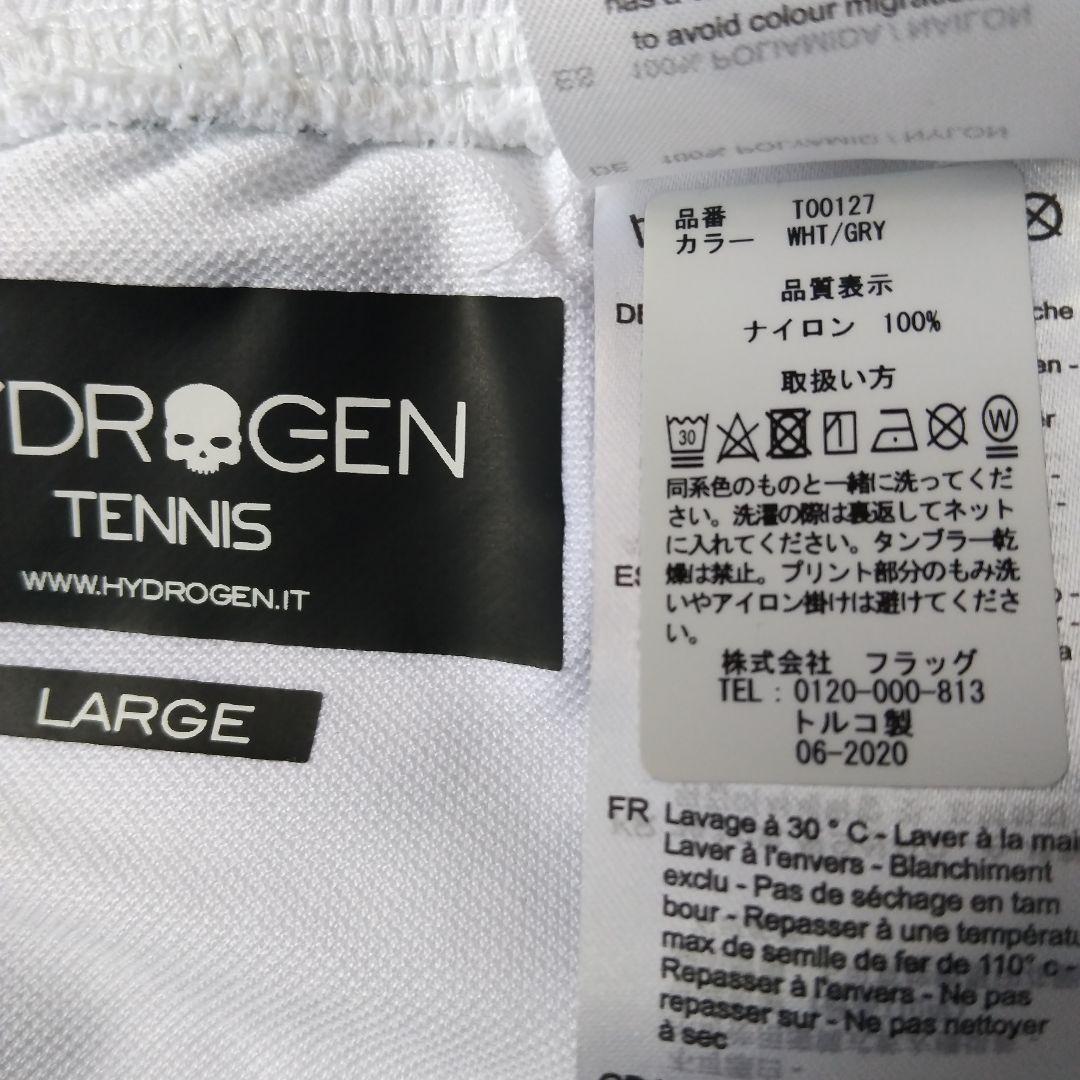 YDROGEN
TENNIS
WWW.HYDROGEN.IT
LARGE
to avoid colour
100% POLIAMIDA / NAILON
ES
DE
品番 T00127
カラー WHT/GRY
品質表示
ナイロン 100%
取扱い方
30
W
同系色のものと一緒に洗ってくだ
さい。洗濯の際は裏返してネット
に入れてください。タンブラー乾
燥は禁止。プリント部分のもみ洗
いやアイロン掛けは避けてくださ
い。
株式会社 フラッグ
TEL : 0120-000-813
トルコ製
06-2020
FR Lavage à 30 ° C - Laver à la mai
Laver à l'envers - Blanchiment
exclu - Pas de séchage en tam
bour - Repasser à une températu
max de semlle de fer de 110° c -
Repasser à l'envers - Ne pas
repasser sur - Ne pas nettoyer
à sec